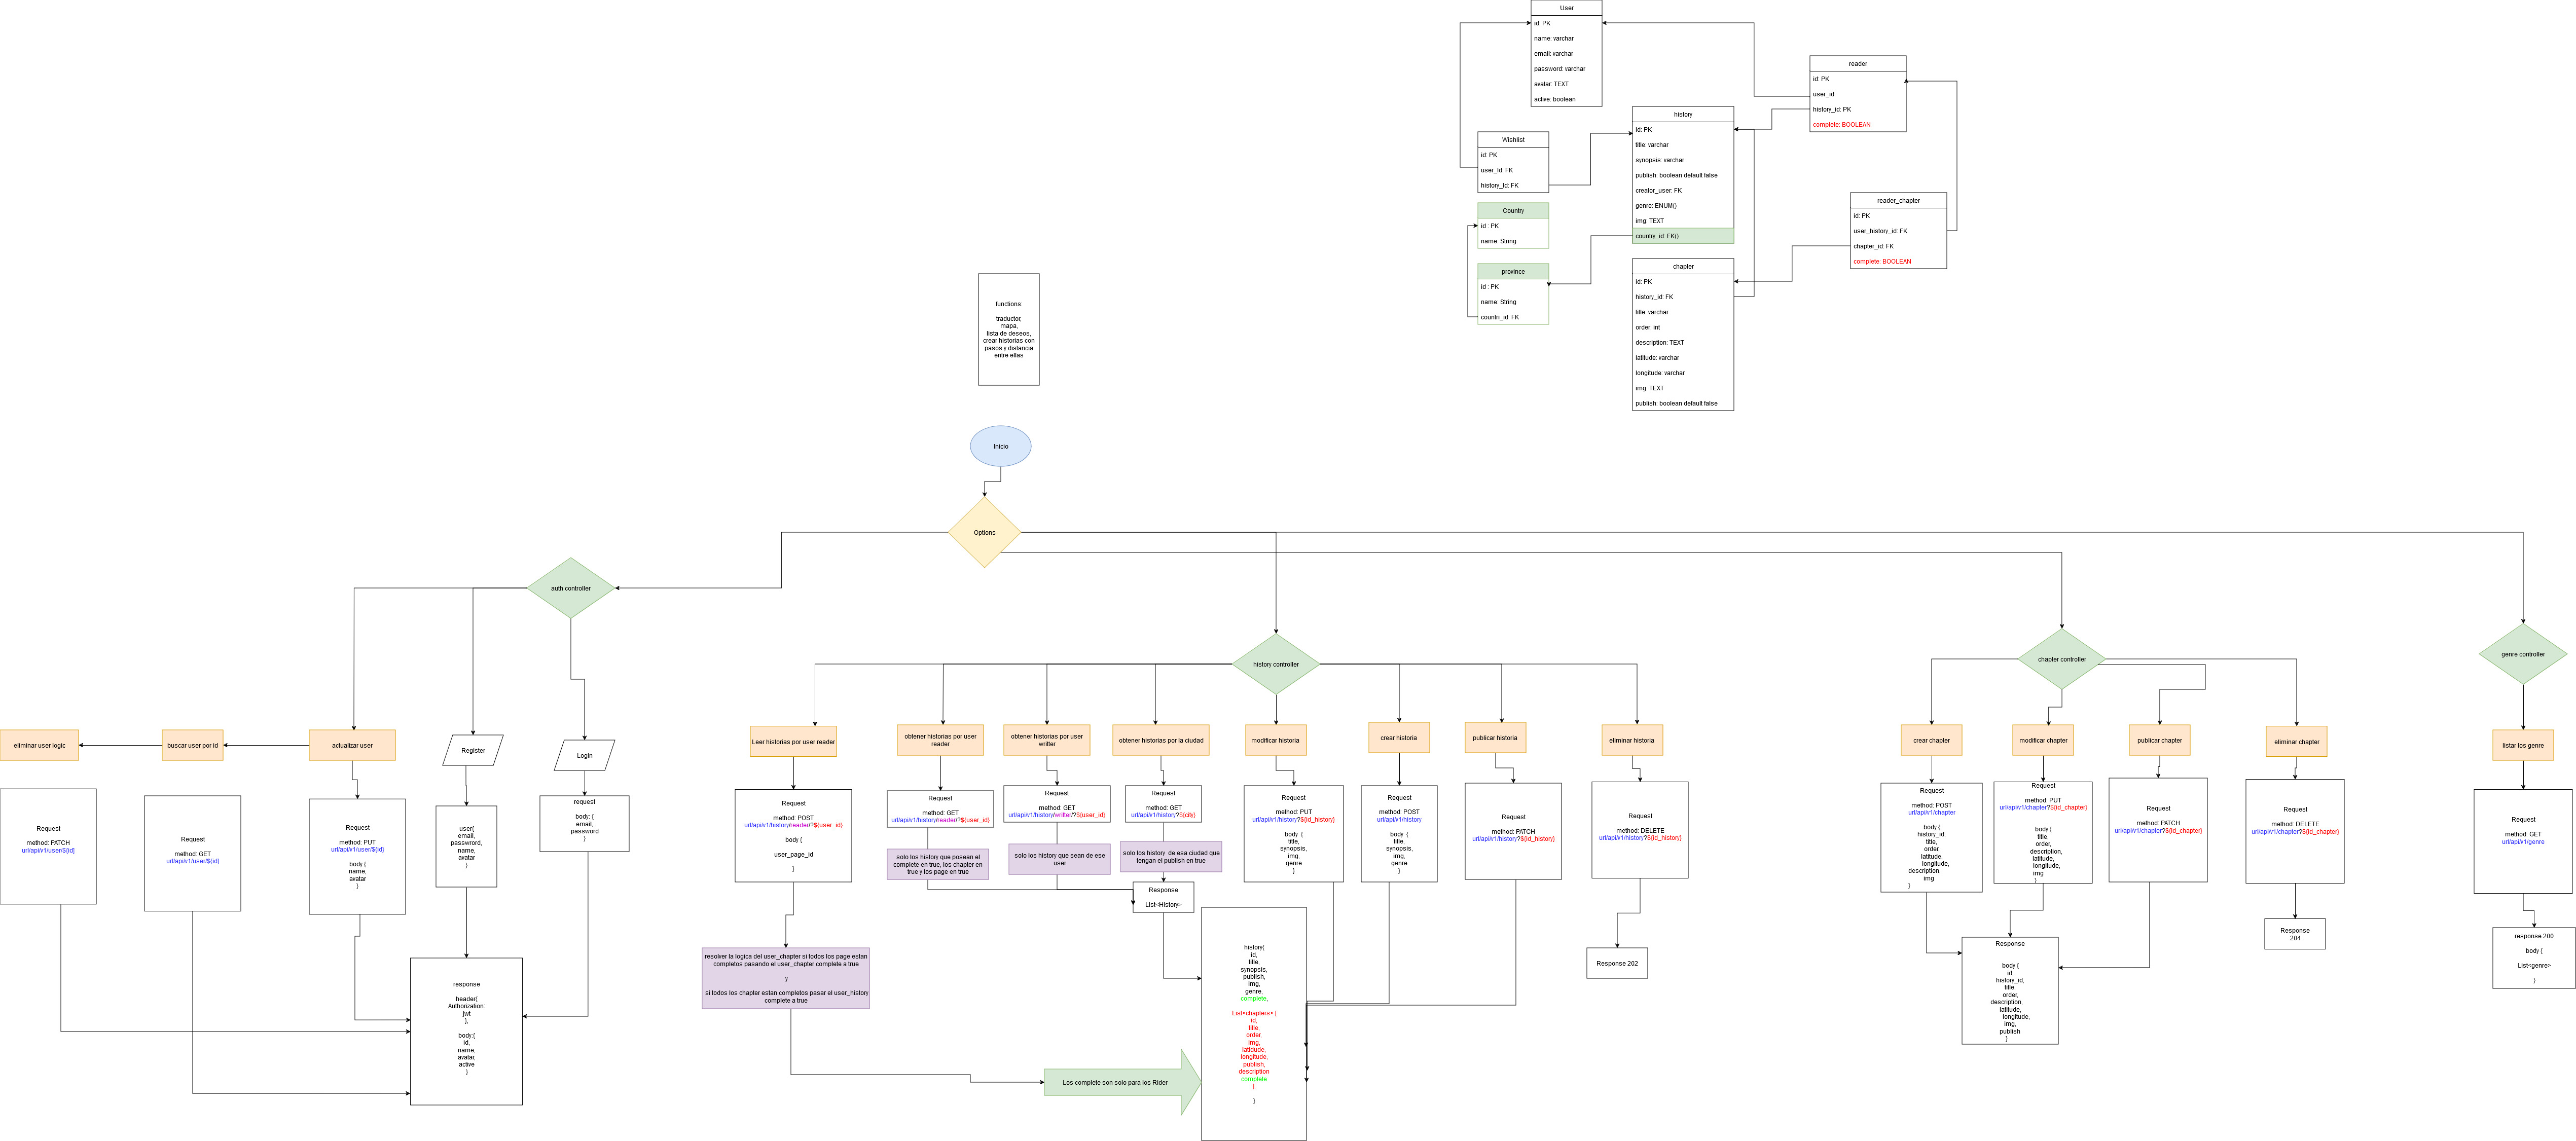 User
id: PK
name: varchar
email: varchar
password: varchar
avatar: TEXT
active: boolean
reader
id: PK
user_id
history_id: PK
complete: BOOLEAN
history
id: PK
title: varchar
synopsis: varchar
publish: boolean default false
creator_user: FK
genre: ENUM()
img: TEXT
country_id: FK()
Wishlist
id: PK
user_Id: FK
history_Id: FK
Country
id : PK
name: String
province
id : PK
name: String
countri_id: FK
reader_chapter
id: PK
user_history_id: FK
chapter_id: FK
complete: BOOLEAN
chapter
id: PK
history_id: FK
title: varchar
order: int
description: TEXT
latitude: varchar
longitude: varchar
img: TEXT
publish: boolean default false
functions:
traductor,
mapa,
lista de deseos,
crear historias con
pasos y distancia
entre ellas
Inicio
Options
auth controller
history controller
chapter controller
genre controller
eliminar user logic
buscar user por id
actualizar user
Register
Login
Request
method: PATCH
url/api/v1/user/${id}
Request
method: GET
url/api/v1/user/${id}
Request
method: PUT
url/api/v1/user/${id}
body {
name,
avatar
}
user{
email,
password,
name,
avatar
}
request
body: {
email,
password
}
response
header{
Authorization:
jwt
},
body:{
id,
name,
avatar,
active
}
Leer historias por user reader
Request
method: POST
url/api/v1/history/reader/?${user_id}
body {
user_page_id
}
resolver la logica del user_chapter si todos los page estan
completos pasando el user_chapter complete a true
y
si todos los chapter estan completos pasar el user_history
complete a true
Los complete son solo para los Rider
obtener historias por user
reader
Request
method: GET
url/api/v1/history/reader/?${user_id}
solo los history que posean el
complete en true, los chapter en
true y los page en true
obtener historias por user
writter
Request
method: GET
url/api/v1/history/writter/?${user_id}
solo los history que sean de ese
user
obtener historias por la ciudad
Request
method: GET
url/api/v1/history?${city}
solo los history  de esa ciudad que
tengan el publish en true
Response
LIst<History>
history{
id,
title,
synopsis,
publish,
img,
genre,
complete,
List<chapters> [
id,
title,
order,
img,
latidude,
longitude,
publish,
description
complete
],
}
modificar historia
Request
method: PUT
url/api/v1/history?${id_history}
body  {
title,
synopsis,
img,
genre
}
crear historia
Request
method: POST
url/api/v1/history
body  {
title,
synopsis,
img,
genre
}
publicar historia
Request
method: PATCH
url/api/v1/history?${id_history}
eliminar historia
Request
method: DELETE
url/api/v1/history?${id_history}
Response 202
crear chapter
Request
method: POST
url/api/v1/chapter
body {
history_id,
title,
order,
latitude,
longitude,
description,
img
}
modificar chapter
Request
method: PUT
url/api/v1/chapter?${id_chapter}
body {
title,
order,
description,
latitude,
longitude,
img
}
publicar chapter
Request
method: PATCH
url/api/v1/chapter?${id_chapter}
eliminar chapter
Request
method: DELETE
url/api/v1/chapter?${id_chapter}
Response
204
Response
body {
id,
history_id,
title,
order,
description,
latitude,
longitude,
img,
publish
}
listar los genre
Request
method: GET
url/api/v1/genre
response 200
body {
List<genre>
}